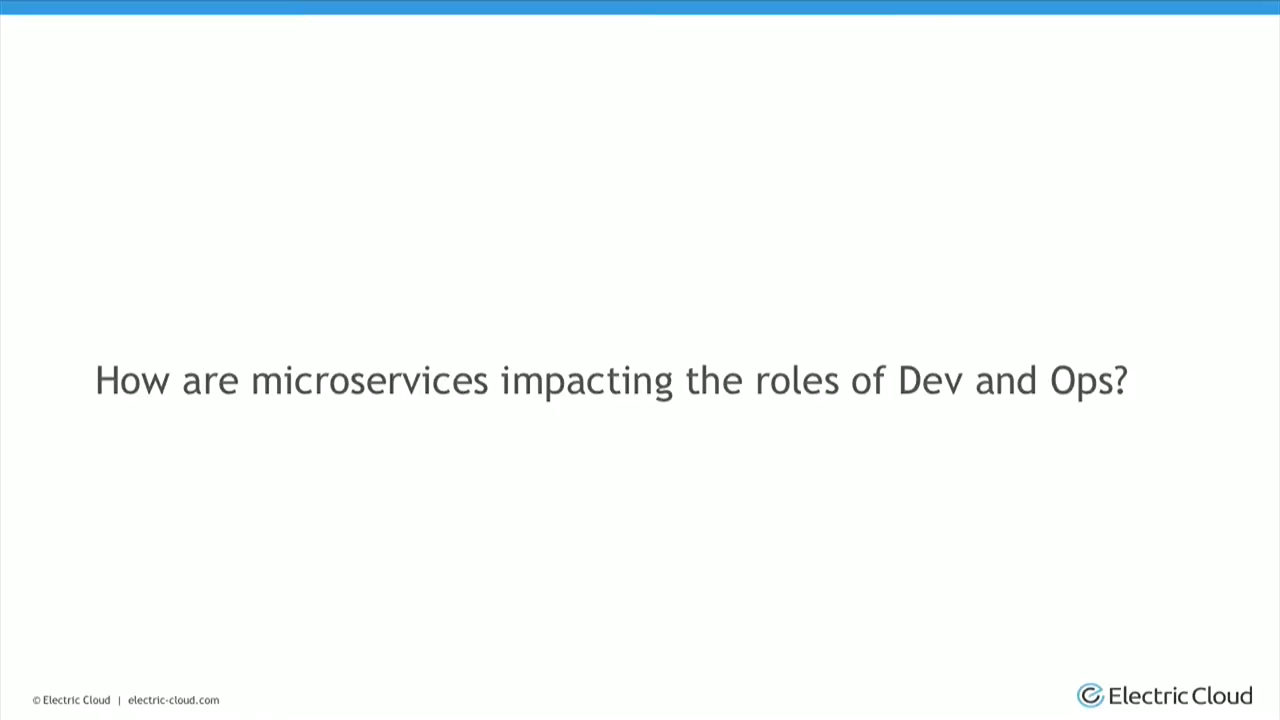 How are microservices impacting the roles of Dev and Ops?
© Electric Cloud | electric-cloud.com
Electric Cloud